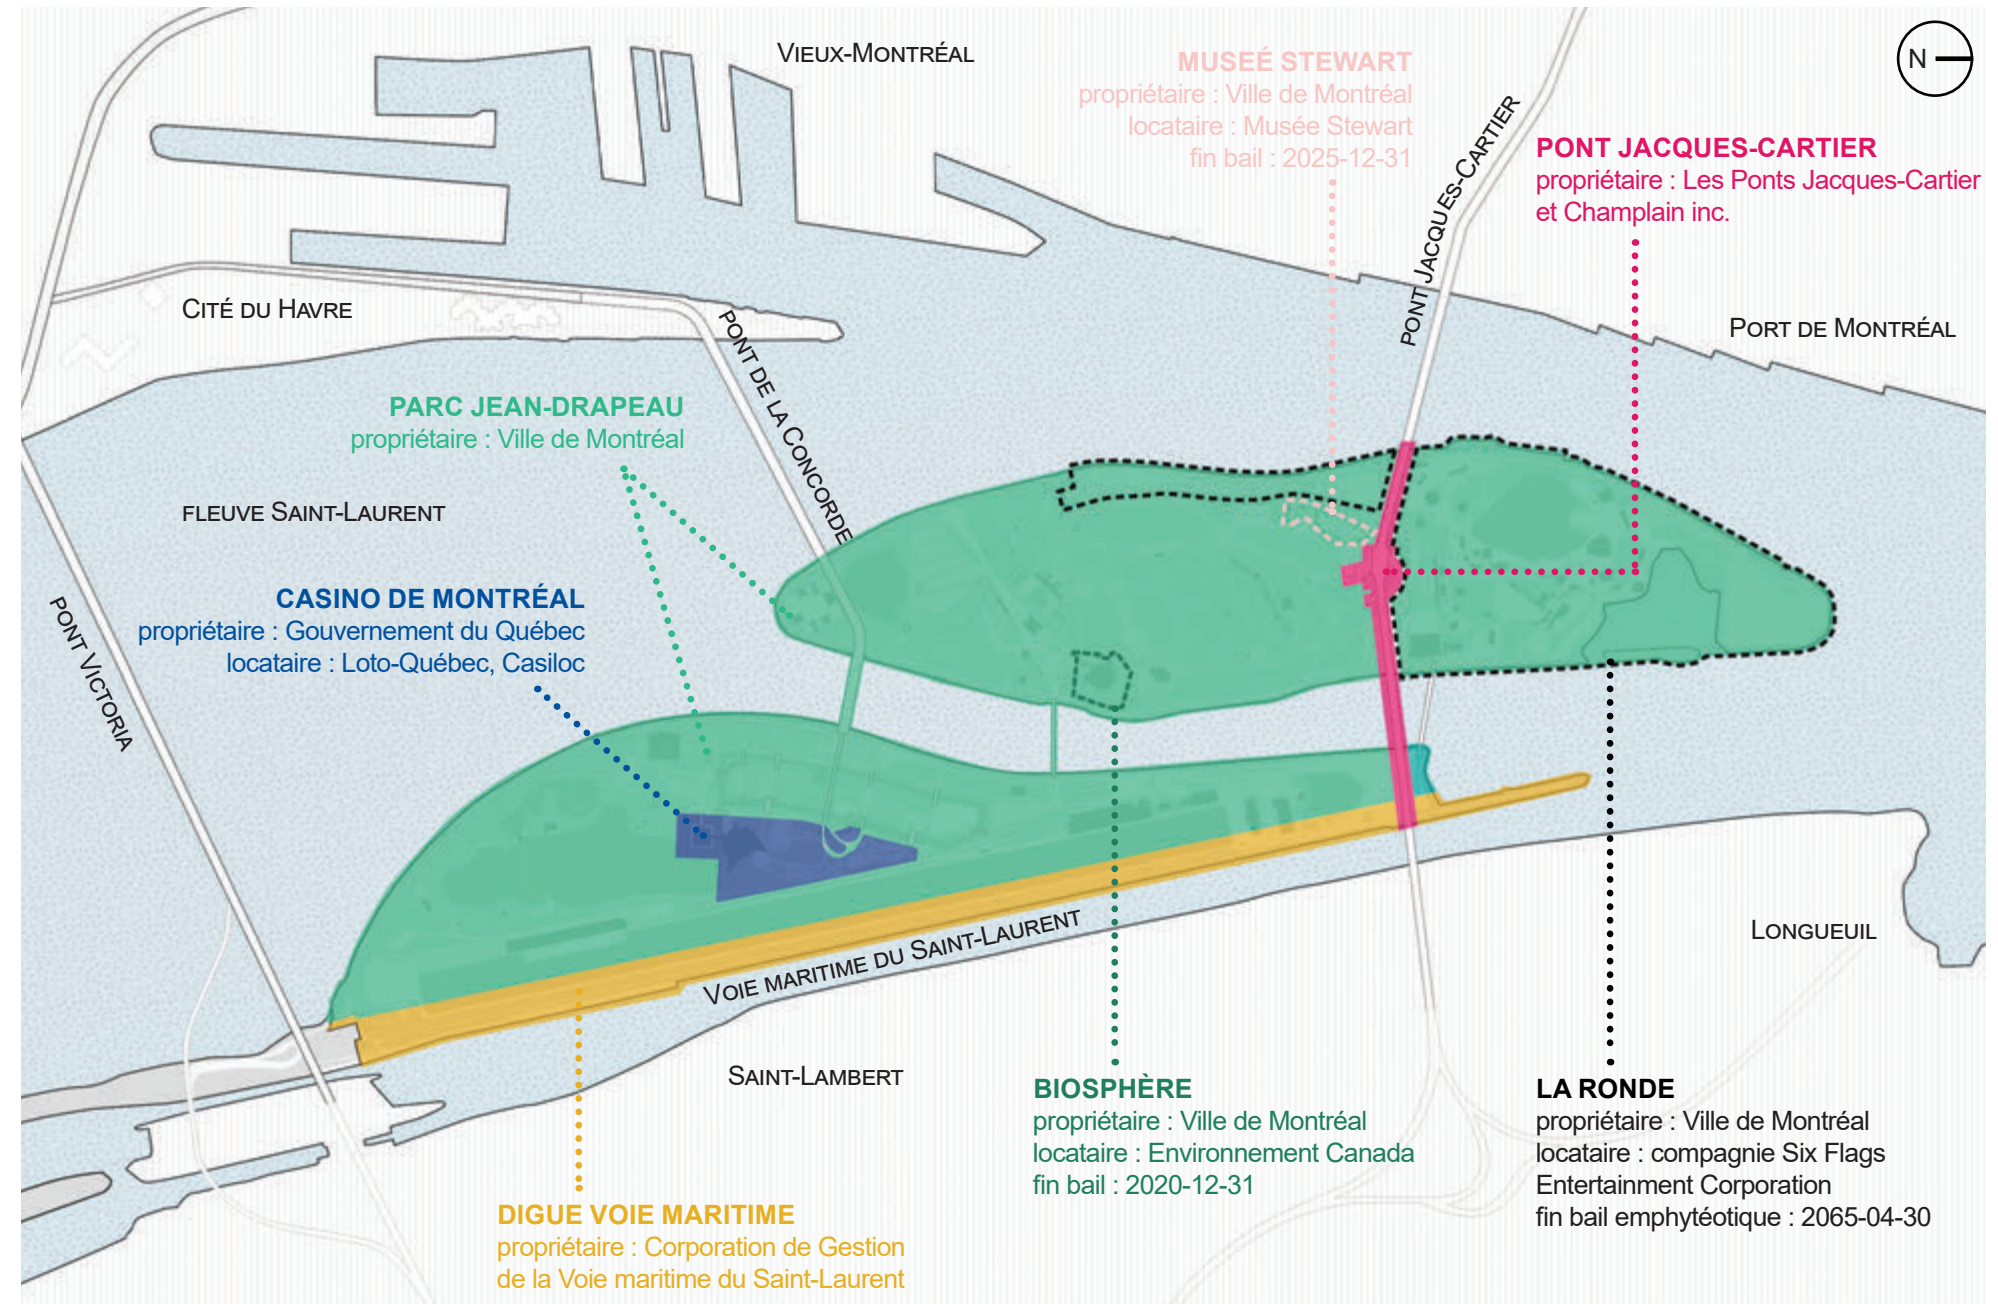 VIEUX-MONTRÉAL
N
MUSEÉ STEWART
propriétaire : Ville de Montréal
locataire : Musée Stewart
fin bail : 2025-12-31
PONT JACQUES-CARTIER
PONT JACQUES-CARTIER
propriétaire : Les Ponts Jacques-Cartier
et Champlain inc.
CITÉ DU HAVRE
PONT DE LA CONCORDE
PORT DE MONTRÉAL
PARC JEAN-DRAPEAU
propriétaire : Ville de Montréal
FLEUVE SAINT-LAURENT
CASINO DE MONTRÉAL
propriétaire : Gouvernement du Québec
locataire : Loto-Québec, Casiloc
PONT VICTORIA
VOIE MARITIME DU SAINT-LAURENT
LONGUEUIL
SAINT-LAMBERT
BIOSPHÈRE
propriétaire : Ville de Montréal
locataire : Environnement Canada
fin bail : 2020-12-31
LA RONDE
propriétaire : Ville de Montréal
locataire : compagnie Six Flags
Entertainment Corporation
fin bail emphytéotique : 2065-04-30
DIGUE VOIE MARITIME
propriétaire : Corporation de Gestion
de la Voie maritime du Saint-Laurent